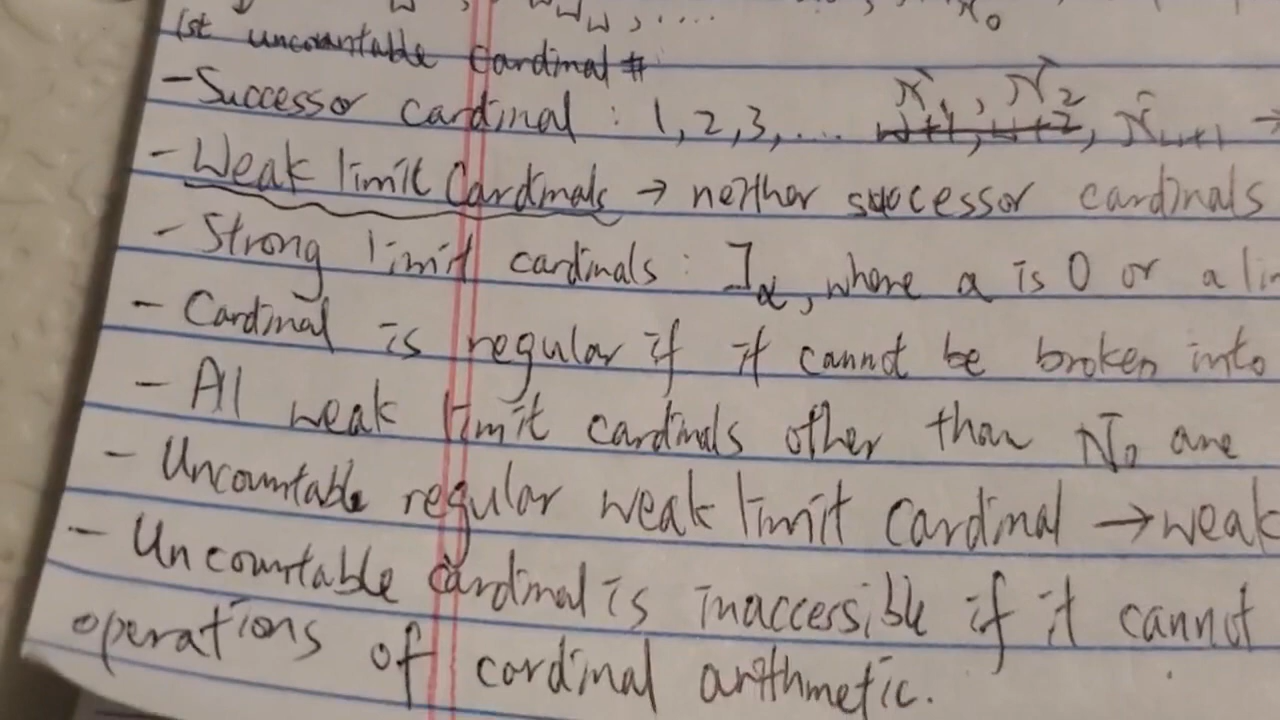 ω ω_ω_ω, .... ℵ₀
1st uncountable cardinal #
- Successor cardinal : 1, 2, 3, .... ℵ₁, ℵ₂, ℵω+1 →
- Weak limit Cardinals → neither successor cardinals
- Strong limit cardinals : ℶα, where α is 0 or a li
- Cardinal is regular if it cannot be broken into
- All weak limit cardinals other than ℵ₀ are
- Uncountable regular weak limit cardinal → weak
- Uncountable cardinal is inaccessible if it cannot
operations of cardinal arithmetic.